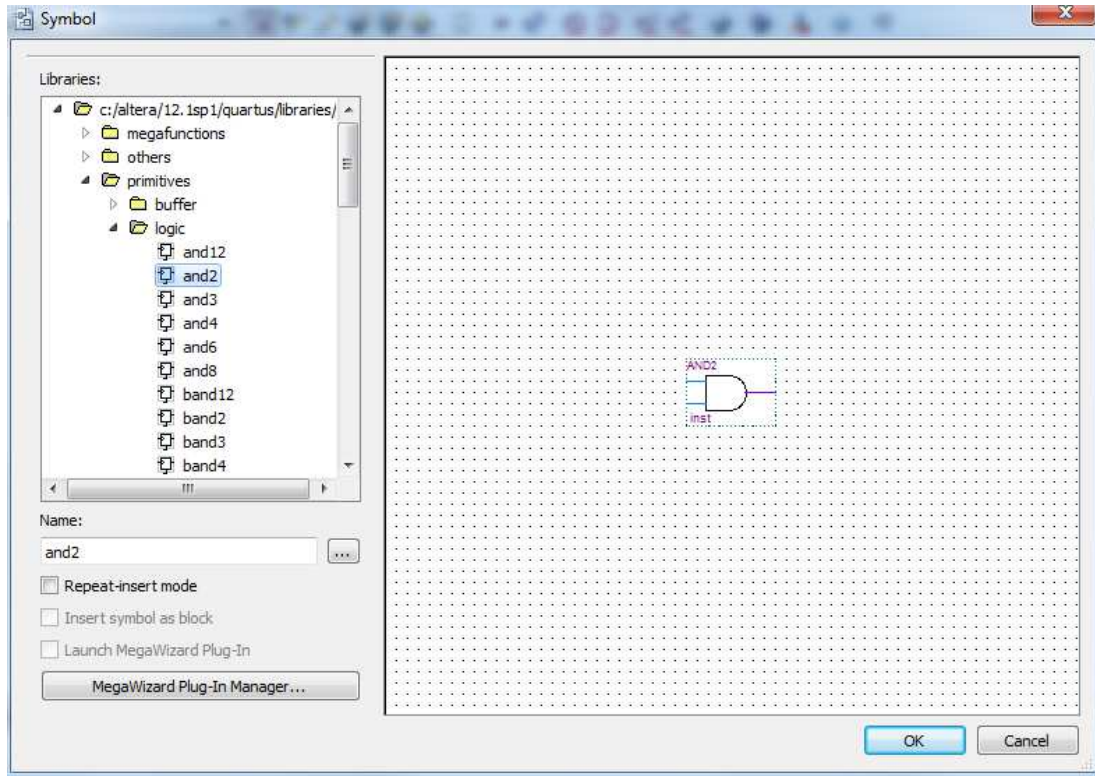 Symbol
Libraries:
c:/altera/12.1sp1/quartus/libraries/
megafunctions
others
primitives
buffer
logic
and12
and2
and3
and4
and6
and8
band12
band2
band3
band4
Name:
and2
...
Repeat-insert mode
Insert symbol as block
Launch MegaWizard Plug-In
MegaWizard Plug-In Manager...
AND2
inst
OK
Cancel